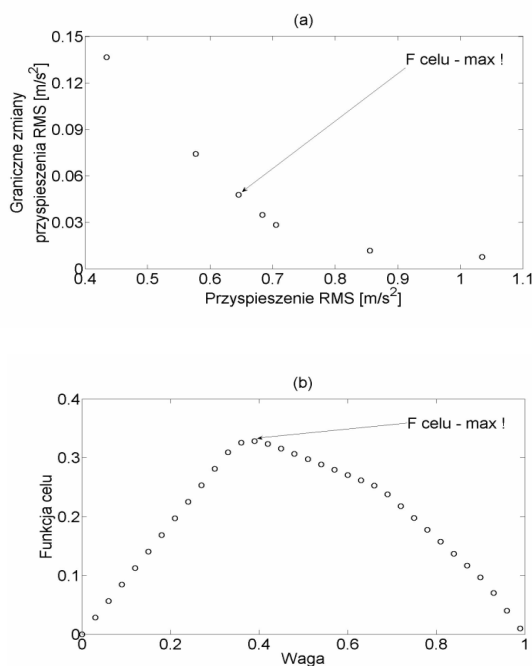 (a)
0.15
0.12
0.09
0.06
0.03
0
Graniczne zmiany
przyspieszenia RMS [m/s²]
F celu - max !
0.4 0.5 0.6 0.7 0.8 0.9 1 1.1
Przyspieszenie RMS [m/s²]
(b)
0.4
0.3
0.2
0.1
0
Funkcja celu
F celu - max !
0 0.2 0.4 0.6 0.8 1
Waga